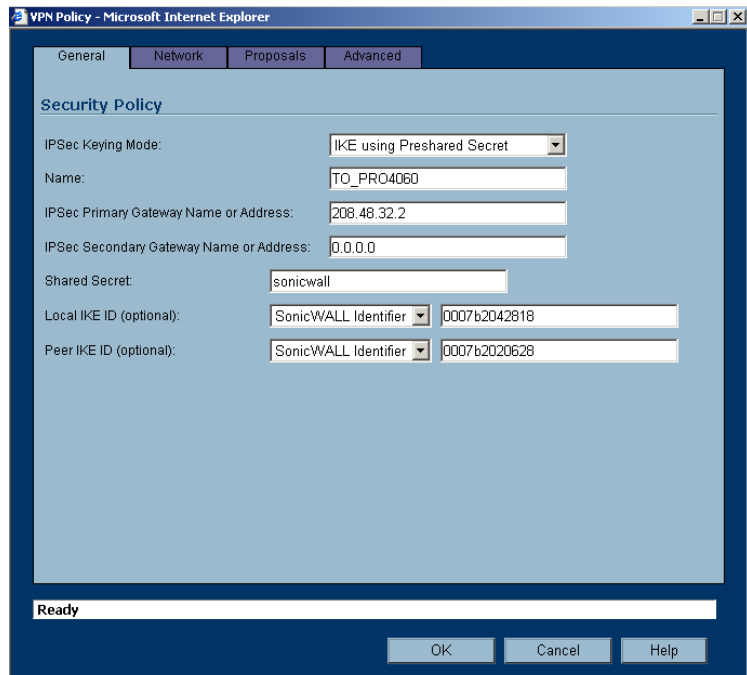 VPN Policy - Microsoft Internet Explorer
General Network Proposals Advanced
Security Policy
IPSec Keying Mode: IKE using Preshared Secret
Name: TO_PRO4060
IPSec Primary Gateway Name or Address: 208.48.32.2
IPSec Secondary Gateway Name or Address: 0.0.0.0
Shared Secret: sonicwall
Local IKE ID (optional): SonicWALL Identifier 0007b2042818
Peer IKE ID (optional): SonicWALL Identifier 0007b2020628
Ready
OK Cancel Help